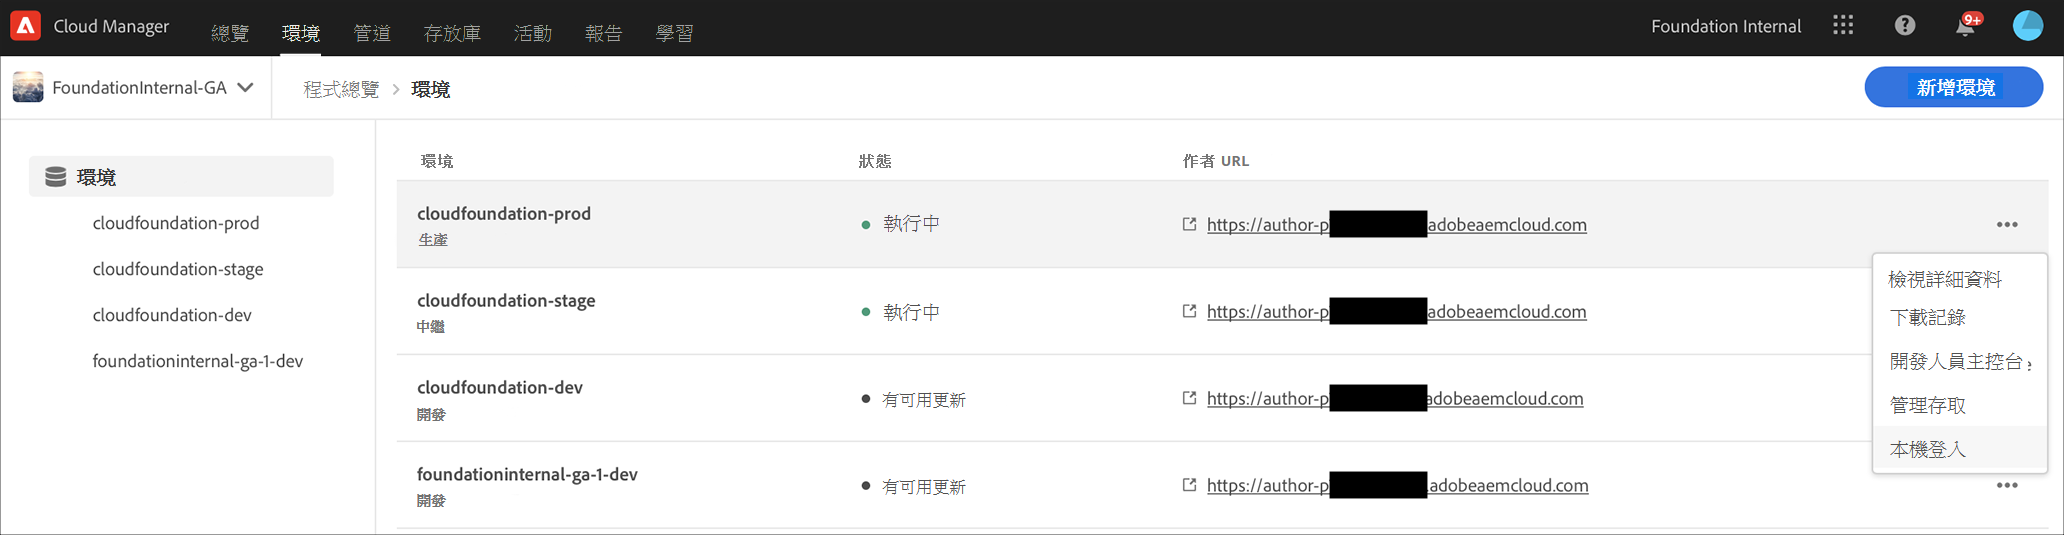 Cloud Manager 總覽 環境 管道 存放庫 活動 報告 學習 Foundation Internal 9+
FoundationInternal-GA 程式總覽 > 環境 新增環境
環境
cloudfoundation-prod
cloudfoundation-stage
cloudfoundation-dev
foundationinternal-ga-1-dev
環境 狀態 作者 URL
cloudfoundation-prod 執行中 https://author-p adobeaemcloud.com
生產
cloudfoundation-stage 執行中 https://author-p adobeaemcloud.com
中繼
cloudfoundation-dev 有可用更新 https://author-p adobeaemcloud.com
開發
foundationinternal-ga-1-dev 有可用更新 https://author-p .adobeaemcloud.com
開發
檢視詳細資料
下載記錄
開發人員主控台
管理存取
本機登入